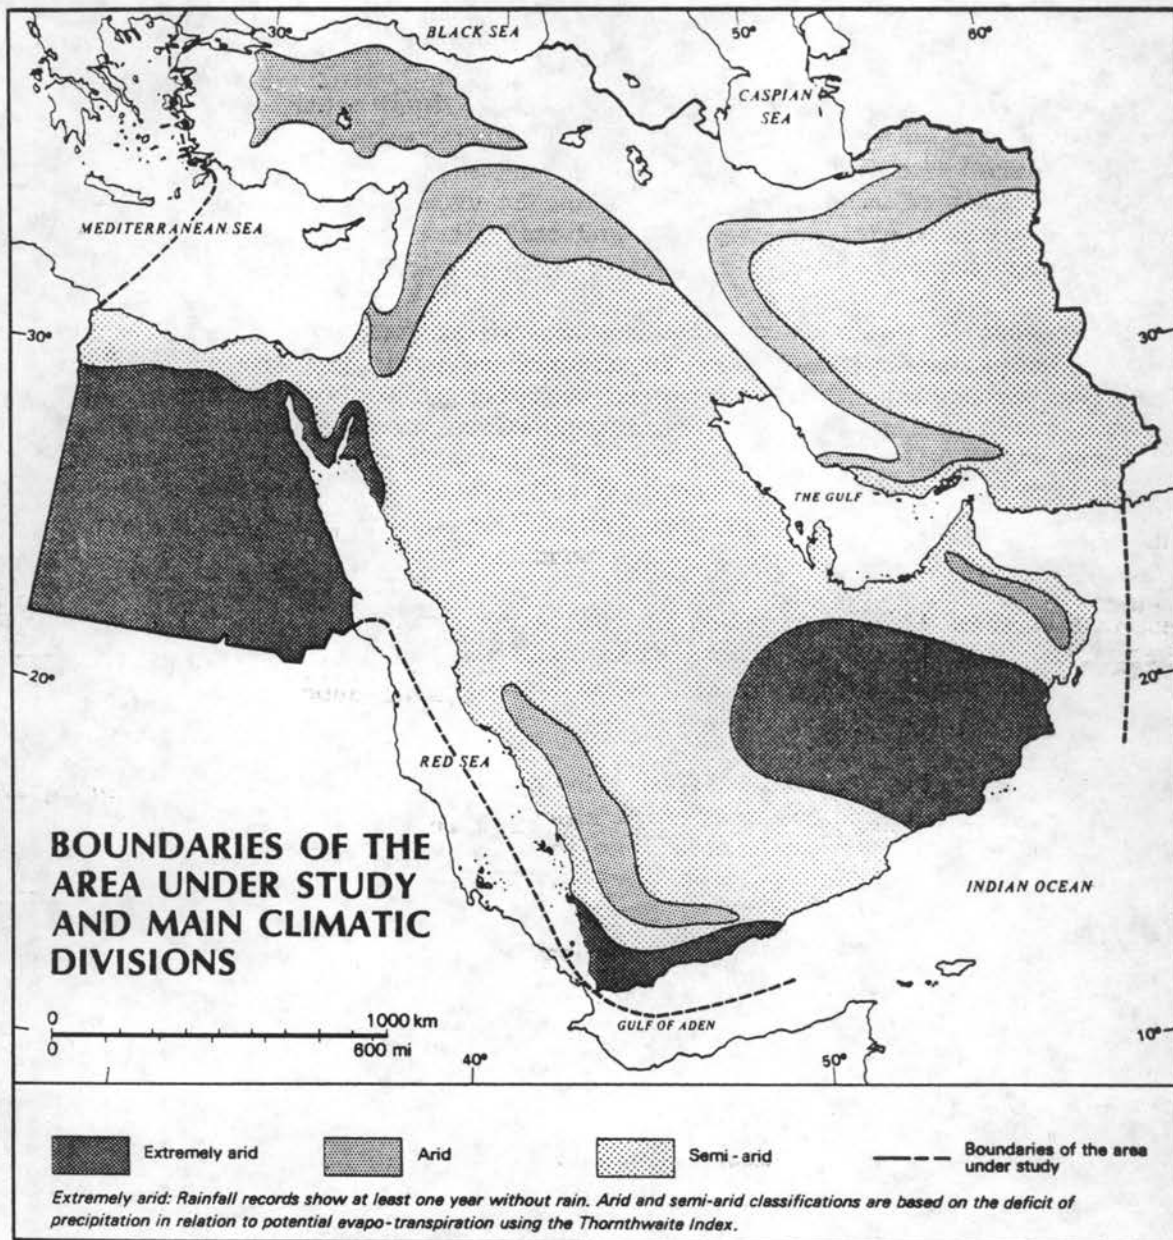 30°
BLACK SEA
50°
60°
CASPIAN
SEA
MEDITERRANEAN SEA
30°
30°
THE GULF
20°
20°
RED SEA
BOUNDARIES OF THE
AREA UNDER STUDY
AND MAIN CLIMATIC
DIVISIONS
INDIAN OCEAN
0 1000 km
0 600 mi
GULF OF ADEN
40°
50°
10°
Extremely arid
Arid
Semi-arid
Boundaries of the area
under study
Extremely arid: Rainfall records show at least one year without rain. Arid and semi-arid classifications are based on the deficit of
precipitation in relation to potential evapo-transpiration using the Thornthwaite Index.